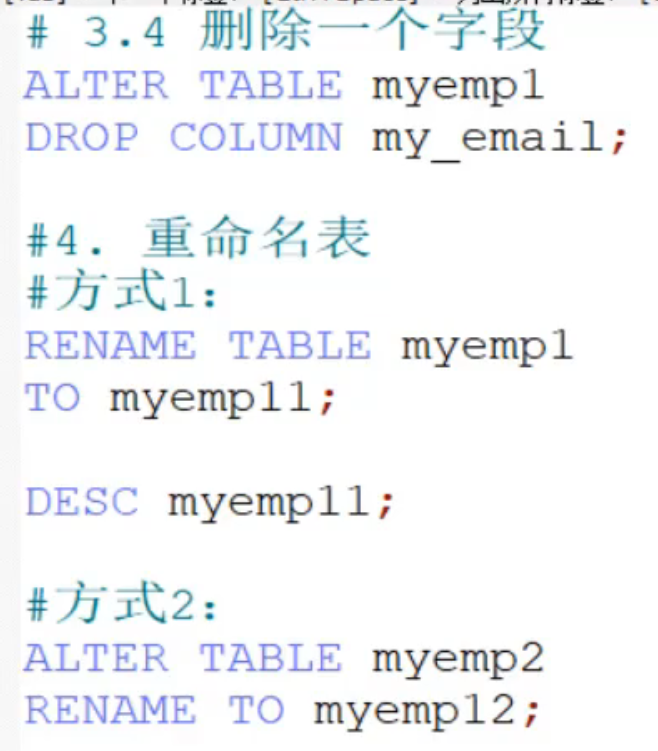 # 3.4 删除一个字段
ALTER TABLE myemp1
DROP COLUMN my_email;
#4. 重命名表
#方式1:
RENAME TABLE myemp1
TO myemp11;
DESC myemp11;
#方式2:
ALTER TABLE myemp2
RENAME TO myemp12;